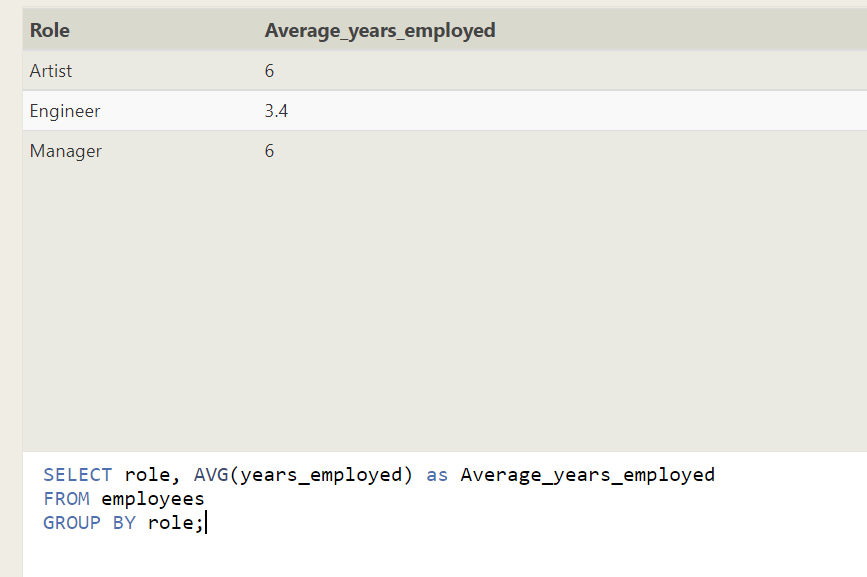 Role Average_years_employed
Artist 6
Engineer 3.4
Manager 6
SELECT role, AVG(years_employed) as Average_years_employed
FROM employees
GROUP BY role;